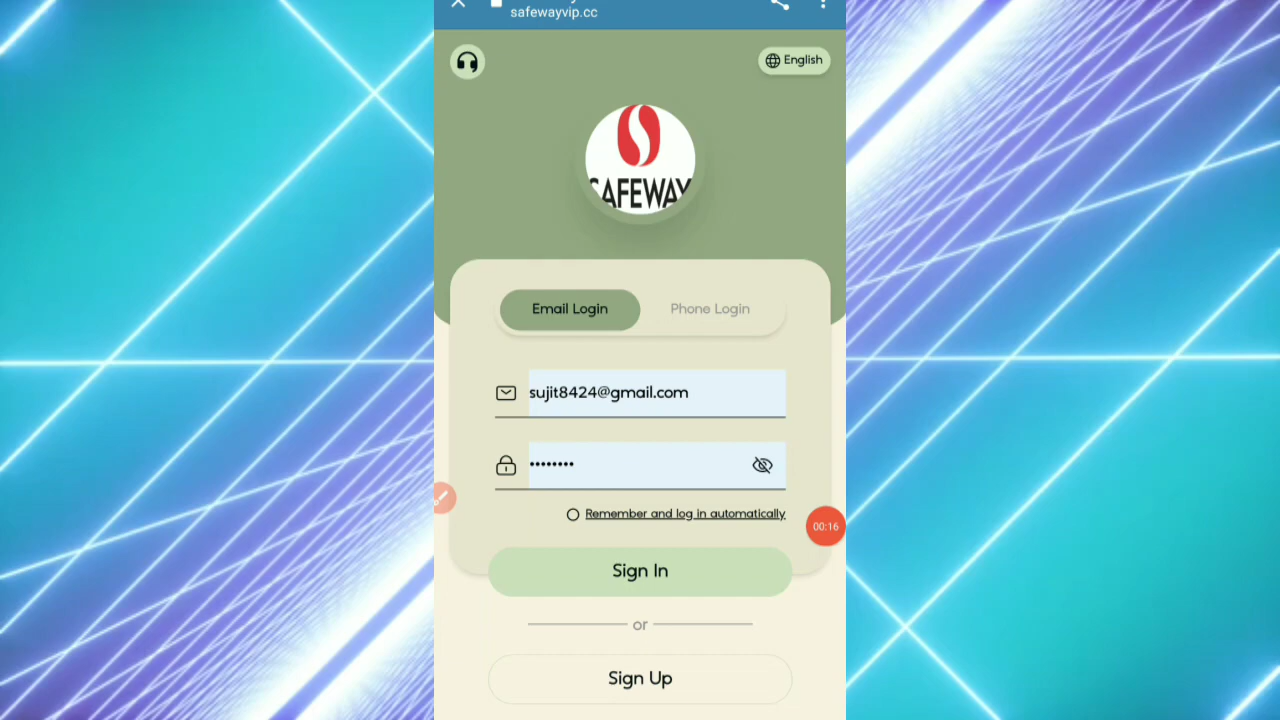 safewayvip.cc
English
SAFEWAY
Email Login
Phone Login
sujit8424@gmail.com
••••••••
Remember and log in automatically
00:16
Sign In
or
Sign Up